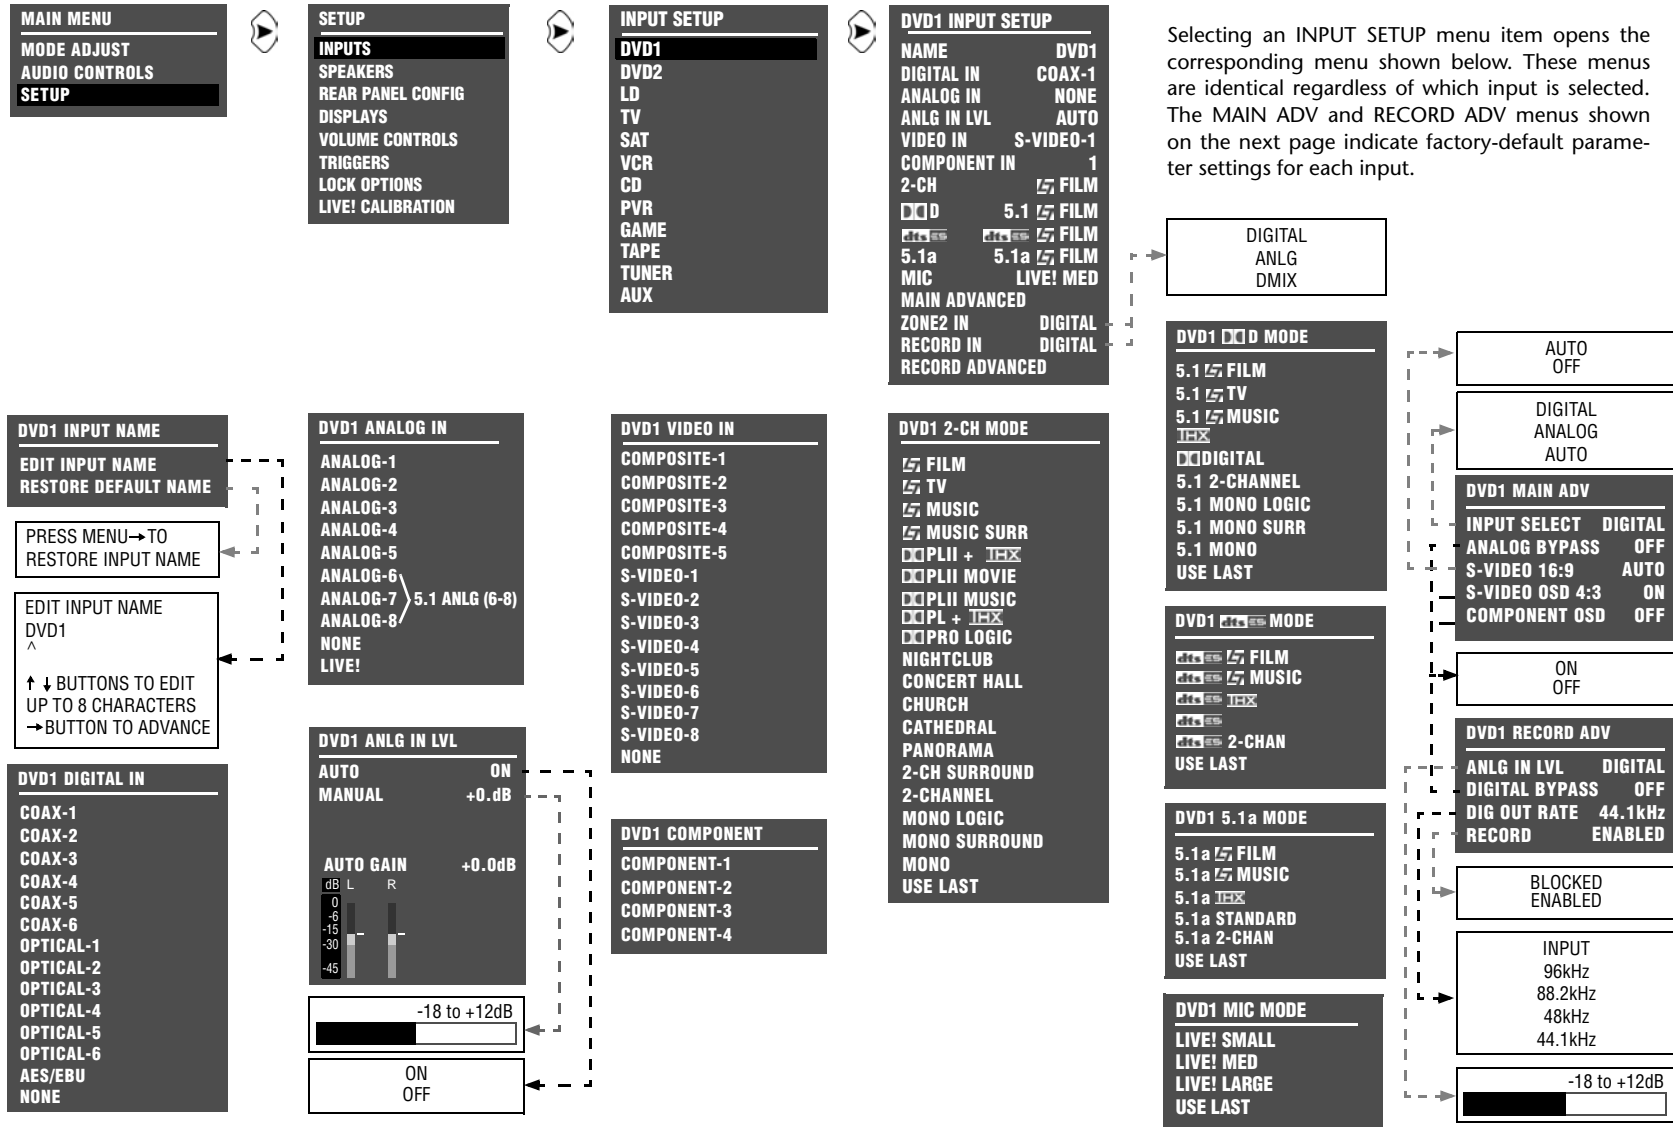 MAIN MENU
MODE ADJUST
AUDIO CONTROLS
SETUP
SETUP
INPUTS
SPEAKERS
REAR PANEL CONFIG
DISPLAYS
VOLUME CONTROLS
TRIGGERS
LOCK OPTIONS
LIVE! CALIBRATION
INPUT SETUP
DVD1
DVD2
LD
TV
SAT
VCR
CD
PVR
GAME
TAPE
TUNER
AUX
DVD1 INPUT SETUP
NAME DVD1
DIGITAL IN COAX-1
ANALOG IN NONE
ANLG IN LVL AUTO
VIDEO IN S-VIDEO-1
COMPONENT IN 1
2-CH FILM
D 5.1 FILM
dts ES dts ES FILM
5.1a 5.1a FILM
MIC LIVE! MED
MAIN ADVANCED
ZONE2 IN DIGITAL
RECORD IN DIGITAL
RECORD ADVANCED
Selecting an INPUT SETUP menu item opens the
corresponding menu shown below. These menus
are identical regardless of which input is selected.
The MAIN ADV and RECORD ADV menus shown
on the next page indicate factory-default parame-
ter settings for each input.
DIGITAL
ANLG
DMIX
DVD1 INPUT NAME
EDIT INPUT NAME
RESTORE DEFAULT NAME
PRESS MENU→TO
RESTORE INPUT NAME
EDIT INPUT NAME
DVD1
^
↑ ↓ BUTTONS TO EDIT
UP TO 8 CHARACTERS
→BUTTON TO ADVANCE
DVD1 DIGITAL IN
COAX-1
COAX-2
COAX-3
COAX-4
COAX-5
COAX-6
OPTICAL-1
OPTICAL-2
OPTICAL-3
OPTICAL-4
OPTICAL-5
OPTICAL-6
AES/EBU
NONE
DVD1 ANALOG IN
ANALOG-1
ANALOG-2
ANALOG-3
ANALOG-4
ANALOG-5
ANALOG-6
ANALOG-7 5.1 ANLG (6-8)
ANALOG-8
NONE
LIVE!
DVD1 ANLG IN LVL
AUTO ON
MANUAL +0.dB
AUTO GAIN +0.0dB
dB L R
0
-6
-15
-30
-45
-18 to +12dB
ON
OFF
DVD1 VIDEO IN
COMPOSITE-1
COMPOSITE-2
COMPOSITE-3
COMPOSITE-4
COMPOSITE-5
S-VIDEO-1
S-VIDEO-2
S-VIDEO-3
S-VIDEO-4
S-VIDEO-5
S-VIDEO-6
S-VIDEO-7
S-VIDEO-8
NONE
DVD1 COMPONENT
COMPONENT-1
COMPONENT-2
COMPONENT-3
COMPONENT-4
DVD1 2-CH MODE
FILM
TV
MUSIC
MUSIC SURR
PLII + THX
PLII MOVIE
PLII MUSIC
PL + THX
PRO LOGIC
NIGHTCLUB
CONCERT HALL
CHURCH
CATHEDRAL
PANORAMA
2-CH SURROUND
2-CHANNEL
MONO LOGIC
MONO SURROUND
MONO
USE LAST
DVD1 D MODE
5.1 FILM
5.1 TV
5.1 MUSIC
THX
DIGITAL
5.1 2-CHANNEL
5.1 MONO LOGIC
5.1 MONO SURR
5.1 MONO
USE LAST
DVD1 dts ES MODE
dts ES FILM
dts ES MUSIC
dts ES THX
dts ES
dts ES 2-CHAN
USE LAST
DVD1 5.1a MODE
5.1a FILM
5.1a MUSIC
5.1a THX
5.1a STANDARD
5.1a 2-CHAN
USE LAST
DVD1 MIC MODE
LIVE! SMALL
LIVE! MED
LIVE! LARGE
USE LAST
AUTO
OFF
DIGITAL
ANALOG
AUTO
DVD1 MAIN ADV
INPUT SELECT DIGITAL
ANALOG BYPASS OFF
S-VIDEO 16:9 AUTO
S-VIDEO OSD 4:3 ON
COMPONENT OSD OFF
ON
OFF
DVD1 RECORD ADV
ANLG IN LVL DIGITAL
DIGITAL BYPASS OFF
DIG OUT RATE 44.1kHz
RECORD ENABLED
BLOCKED
ENABLED
INPUT
96kHz
88.2kHz
48kHz
44.1kHz
-18 to +12dB